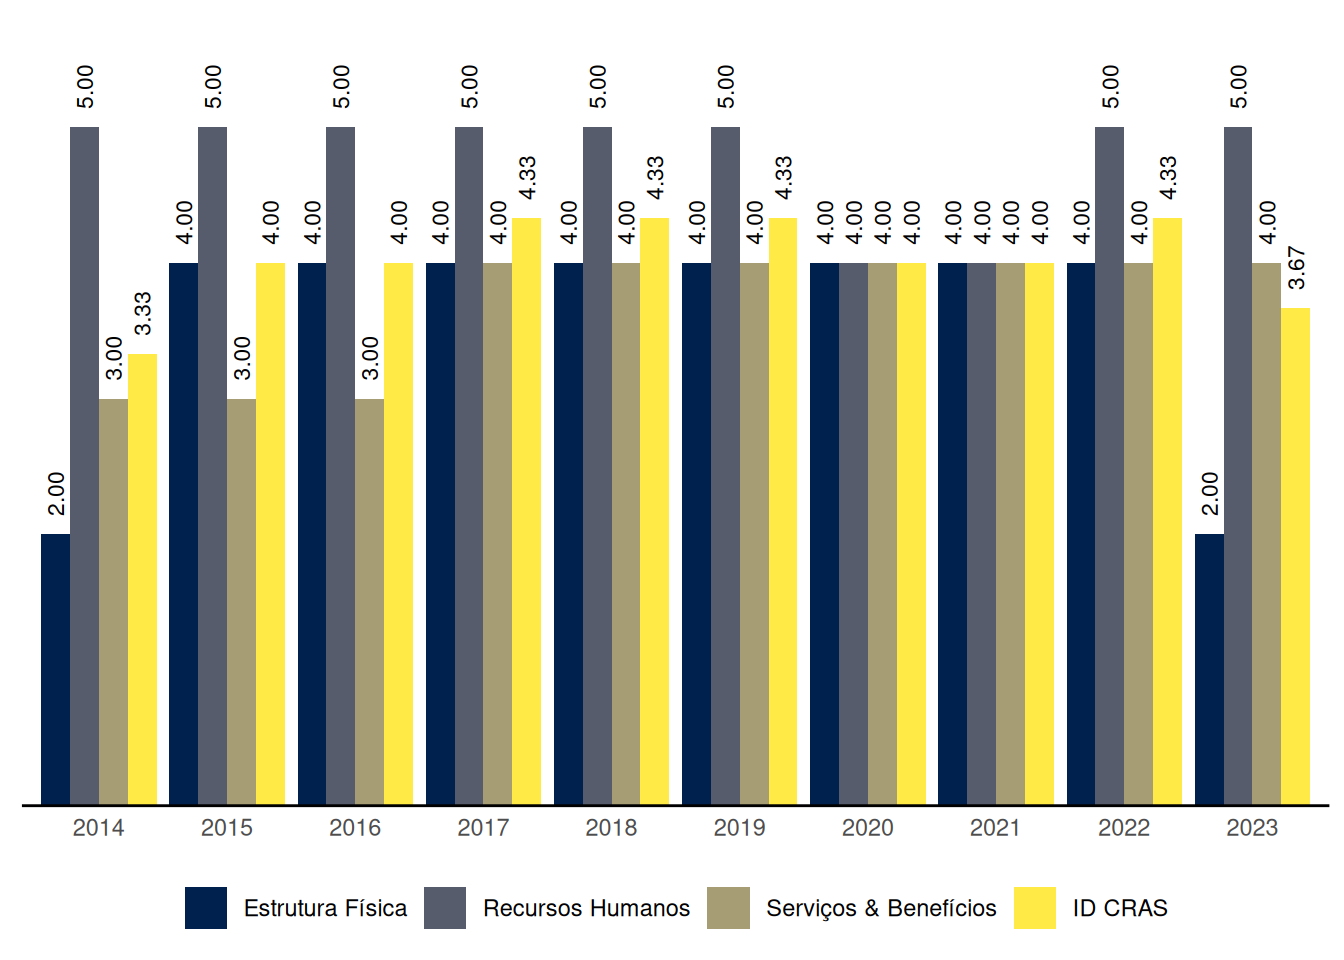 2.00 5.00 3.00 3.33 4.00 5.00 3.00 4.00 4.00 5.00 3.00 4.00 4.00 5.00 4.00 4.33 4.00 5.00 4.00 4.33 4.00 5.00 4.00 4.33 4.00 4.00 4.00 4.00 4.00 4.00 4.00 4.00 4.00 5.00 4.00 4.33 2.00 5.00 4.00 3.67
2014 2015 2016 2017 2018 2019 2020 2021 2022 2023
Estrutura Física Recursos Humanos Serviços & Benefícios ID CRAS